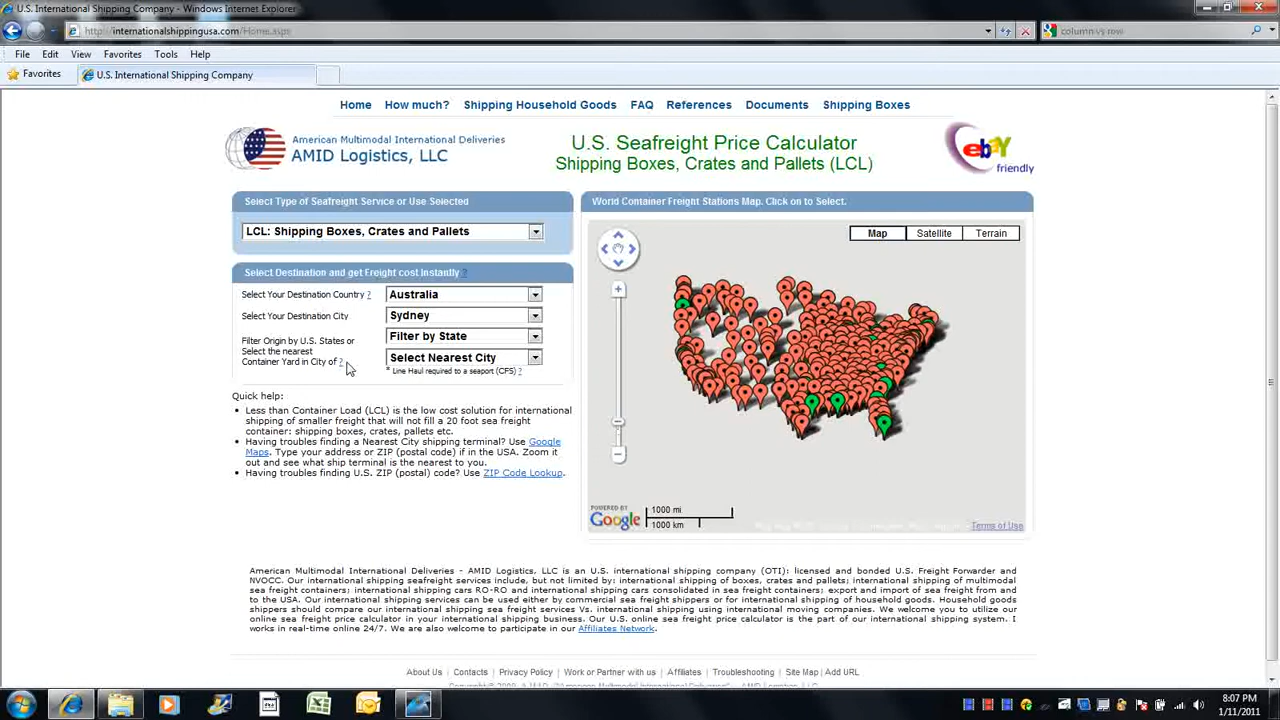 U.S. International Shipping Company - Windows Internet Explorer
http://internationalshippingusa.com/Home.aspx
column vs row
File Edit View Favorites Tools Help
Favorites
U.S. International Shipping Company
Home How much? Shipping Household Goods FAQ References Documents Shipping Boxes
American Multimodal International Deliveries
AMID Logistics, LLC
U.S. Seafreight Price Calculator
Shipping Boxes, Crates and Pallets (LCL)
ebay
friendly
Select Type of Seafreight Service or Use Selected
LCL: Shipping Boxes, Crates and Pallets
World Container Freight Stations Map. Click on to Select.
Map Satellite Terrain
Select Destination and get Freight cost Instantly ?
Select Your Destination Country ? Australia
Select Your Destination City Sydney
Filter Origin by U.S. States or
Select the nearest
Container Yard in City of ?
Filter by State
Select Nearest City
* Line Haul required to a seaport (CFS) ?
Quick help:
• Less than Container Load (LCL) is the low cost solution for international
shipping of smaller freight that will not fill a 20 foot sea freight
container: shipping boxes, crates, pallets etc.
• Having troubles finding a Nearest City shipping terminal? Use Google
Maps. Type your address or ZIP (postal code) if in the USA. Zoom it
out and see what ship terminal is the nearest to you.
• Having troubles finding U.S. ZIP (postal) code? Use ZIP Code Lookup.
POWERED BY
Google
1000 mi
1000 km
Terms of Use
American Multimodal International Deliveries - AMID Logistics, LLC is an U.S. international shipping company (OTI): licensed and bonded U.S. Freight Forwarder and
NVOCC. Our international shipping seafreight services include, but not limited by: international shipping of boxes, crates and pallets; international shipping of multimodal
sea freight containers; international shipping cars RO-RO and international shipping cars consolidated in sea freight containers; export and import of sea freight from and
to the USA. Our international shipping services can be used either by commercial sea freight shippers or for international shipping of household goods. Household goods
shippers should compare our international sea freight services Vs. international shipping using international moving companies. We welcome you to utilize our
online sea freight price calculator in your international shipping business. Our U.S. online sea freight price calculator is the part of our international shipping system. I
works in real-time online 24/7. We are also welcome to participate in our Affiliates Network.
About Us | Contacts | Privacy Policy | Work or Partner with us | Affiliates | Troubleshooting | Site Map | Add URL
8:07 PM
1/11/2011